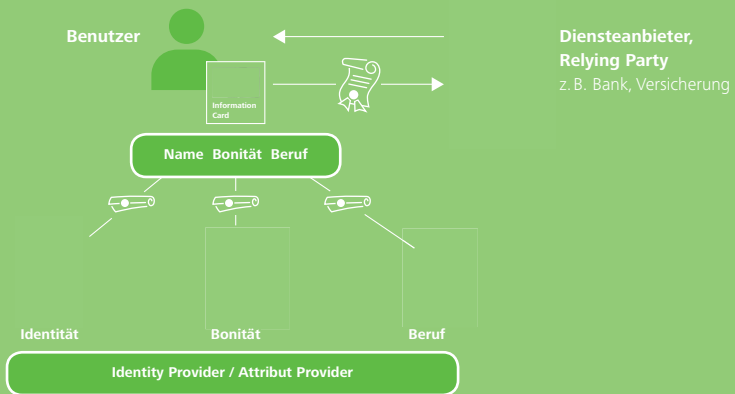 Benutzer
Diensteanbieter,
Relying Party
z. B. Bank, Versicherung
Information
Card
Name Bonität Beruf
Identität
Bonität
Beruf
Identity Provider / Attribut Provider